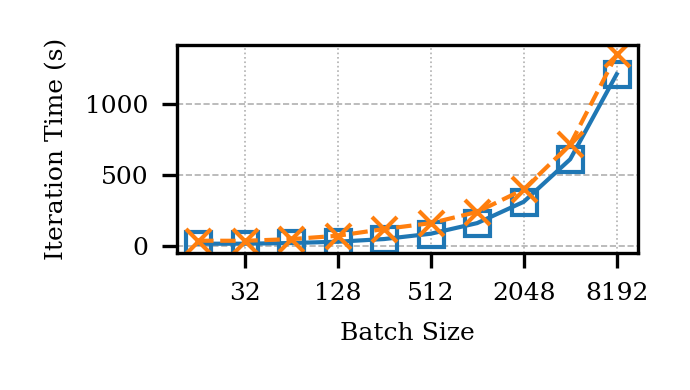 Iteration Time (s)
1000
500
0
32 128 512 2048 8192
Batch Size